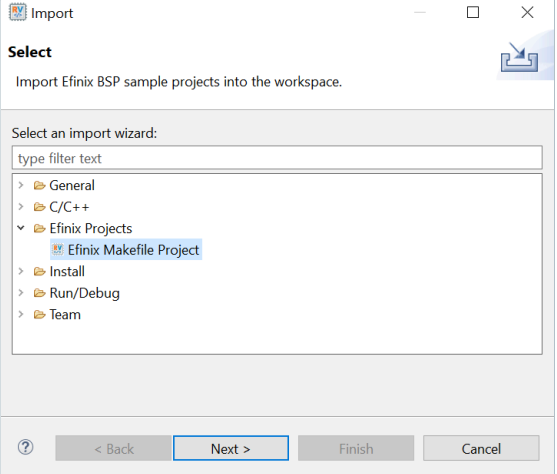 Import
Select
Import Efinix BSP sample projects into the workspace.
Select an import wizard:
type filter text
General
C/C++
Efinix Projects
RV Efinix Makefile Project
Install
Run/Debug
Team
? < Back Next > Finish Cancel